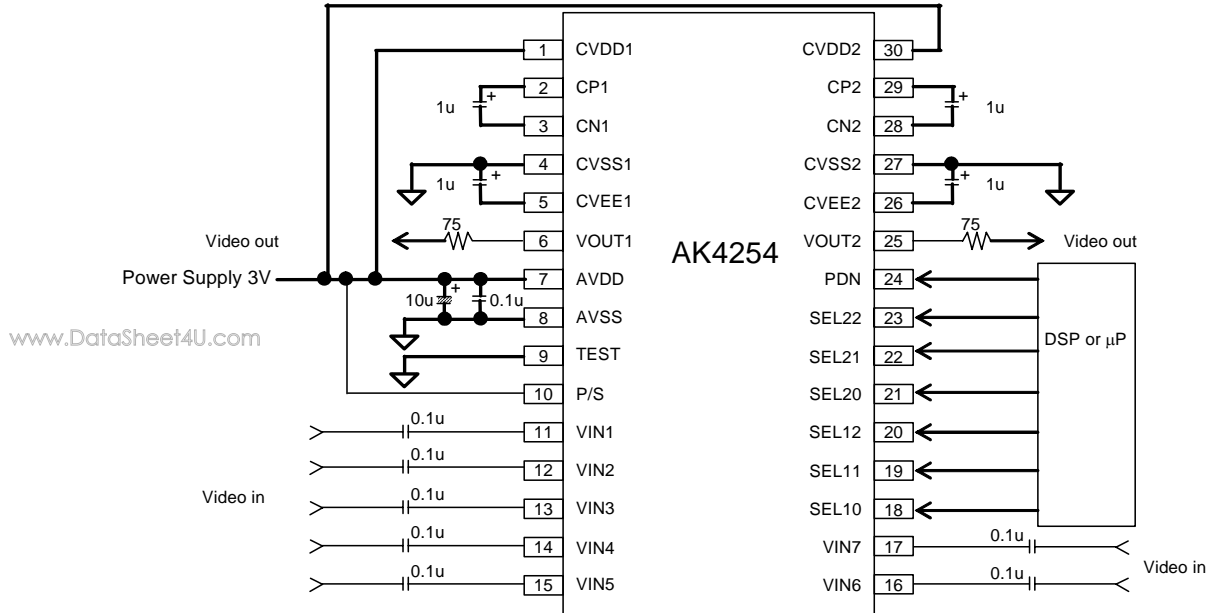 1 CVDD1 CVDD2 30
2 CP1 CP2 29
+ +
1u 1u
3 CN1 CN2 28
4 CVSS1 CVSS2 27
+ +
1u 1u
5 CVEE1 CVEE2 26
75 75
Video out 6 VOUT1 VOUT2 25 Video out
AK4254
Power Supply 3V 7 AVDD PDN 24
+
10u 0.1u
8 AVSS SEL22 23
www.DataSheet4U.com
DSP or µP
9 TEST SEL21 22
10 P/S SEL20 21
0.1u
11 VIN1 SEL12 20
0.1u
12 VIN2 SEL11 19
Video in
0.1u
13 VIN3 SEL10 18
0.1u 0.1u
14 VIN4 VIN7 17
Video in
0.1u 0.1u
15 VIN5 VIN6 16